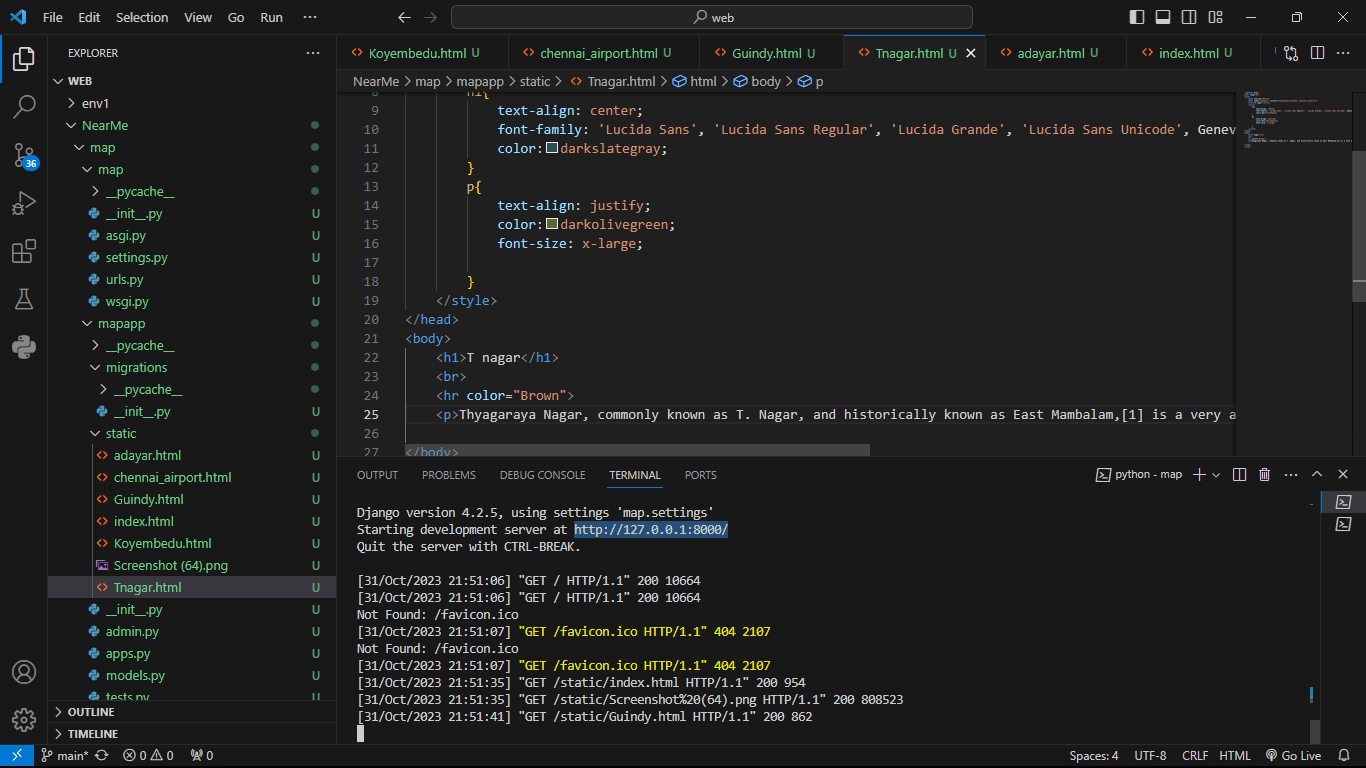 File Edit Selection View Go Run ··· web
EXPLORER ···
WEB
env1
NearMe
map
map
__pycache__
__init__.py U
asgi.py U
settings.py U
urls.py U
wsgi.py U
mapapp
__pycache__
migrations
__pycache__
__init__.py U
static
adayar.html U
chennai_airport.html U
Guindy.html U
index.html U
Koyembedu.html U
Screenshot (64).png U
Tnagar.html U
__init__.py U
admin.py U
apps.py U
models.py U
tests.py U
OUTLINE
TIMELINE
36
Koyembedu.html U chennai_airport.html U Guindy.html U Tnagar.html U adayar.html U index.html U
NearMe > map > mapapp > static > Tnagar.html > html > body > p
8 h1{
9 text-align: center;
10 font-family: 'Lucida Sans', 'Lucida Sans Regular', 'Lucida Grande', 'Lucida Sans Unicode', Genev
11 color: darkslategray;
12 }
13 p{
14 text-align: justify;
15 color: darkolivegreen;
16 font-size: x-large;
17
18 }
19 </style>
20 </head>
21 <body>
22 <h1>T nagar</h1>
23 <br>
24 <hr color="Brown">
25 <p>Thyagaraya Nagar, commonly known as T. Nagar, and historically known as East Mambalam,[1] is a very a
26
27 </body>
OUTPUT PROBLEMS DEBUG CONSOLE TERMINAL PORTS python - map
Django version 4.2.5, using settings 'map.settings'
Starting development server at http://127.0.0.1:8000/
Quit the server with CTRL-BREAK.
[31/Oct/2023 21:51:06] "GET / HTTP/1.1" 200 10664
[31/Oct/2023 21:51:06] "GET / HTTP/1.1" 200 10664
Not Found: /favicon.ico
[31/Oct/2023 21:51:07] "GET /favicon.ico HTTP/1.1" 404 2107
Not Found: /favicon.ico
[31/Oct/2023 21:51:07] "GET /favicon.ico HTTP/1.1" 404 2107
[31/Oct/2023 21:51:35] "GET /static/index.html HTTP/1.1" 200 954
[31/Oct/2023 21:51:35] "GET /static/Screenshot%20(64).png HTTP/1.1" 200 808523
[31/Oct/2023 21:51:41] "GET /static/Guindy.html HTTP/1.1" 200 862
main* 0 0 0 Spaces: 4 UTF-8 CRLF HTML Go Live